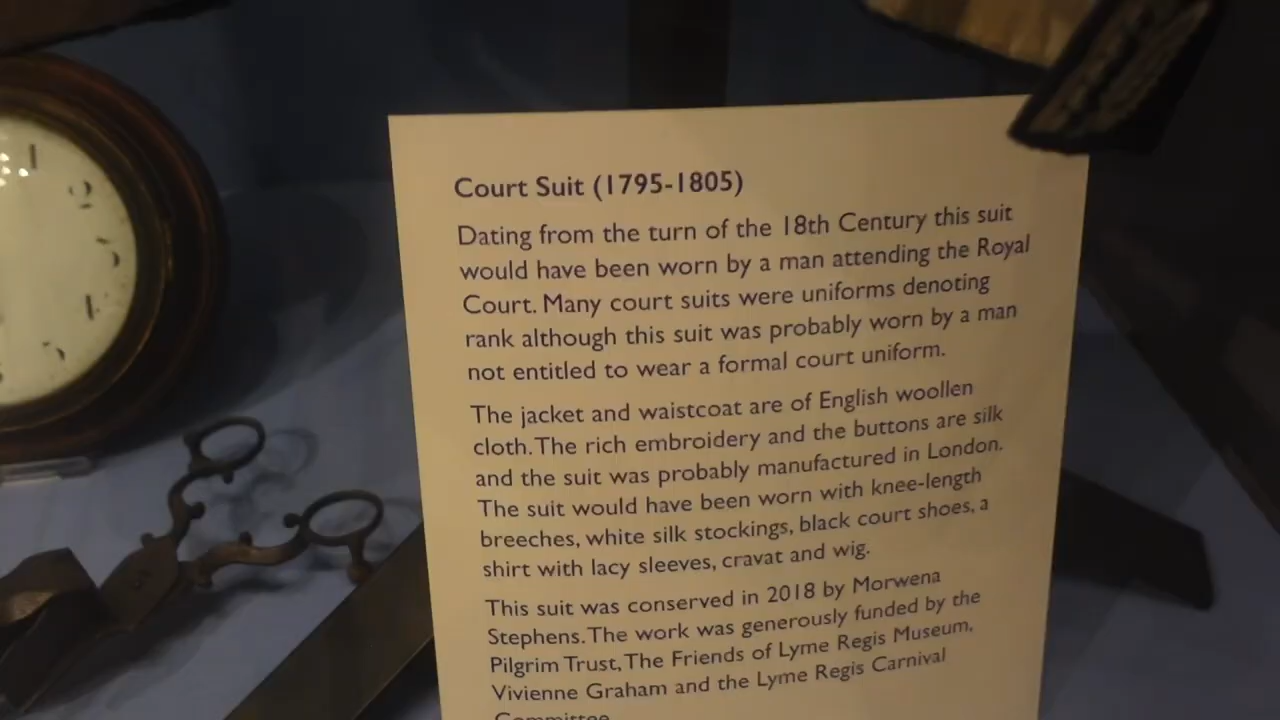 Court Suit (1795-1805)
Dating from the turn of the 18th Century this suit
would have been worn by a man attending the Royal
Court. Many court suits were uniforms denoting
rank although this suit was probably worn by a man
not entitled to wear a formal court uniform.
The jacket and waistcoat are of English woollen
cloth. The rich embroidery and the buttons are silk
and the suit was probably manufactured in London.
The suit would have been worn with knee-length
breeches, white silk stockings, black court shoes, a
shirt with lacy sleeves, cravat and wig.
This suit was conserved in 2018 by Morwena
Stephens. The work was generously funded by the
Pilgrim Trust, The Friends of Lyme Regis Museum,
Vivienne Graham and the Lyme Regis Carnival
Committee